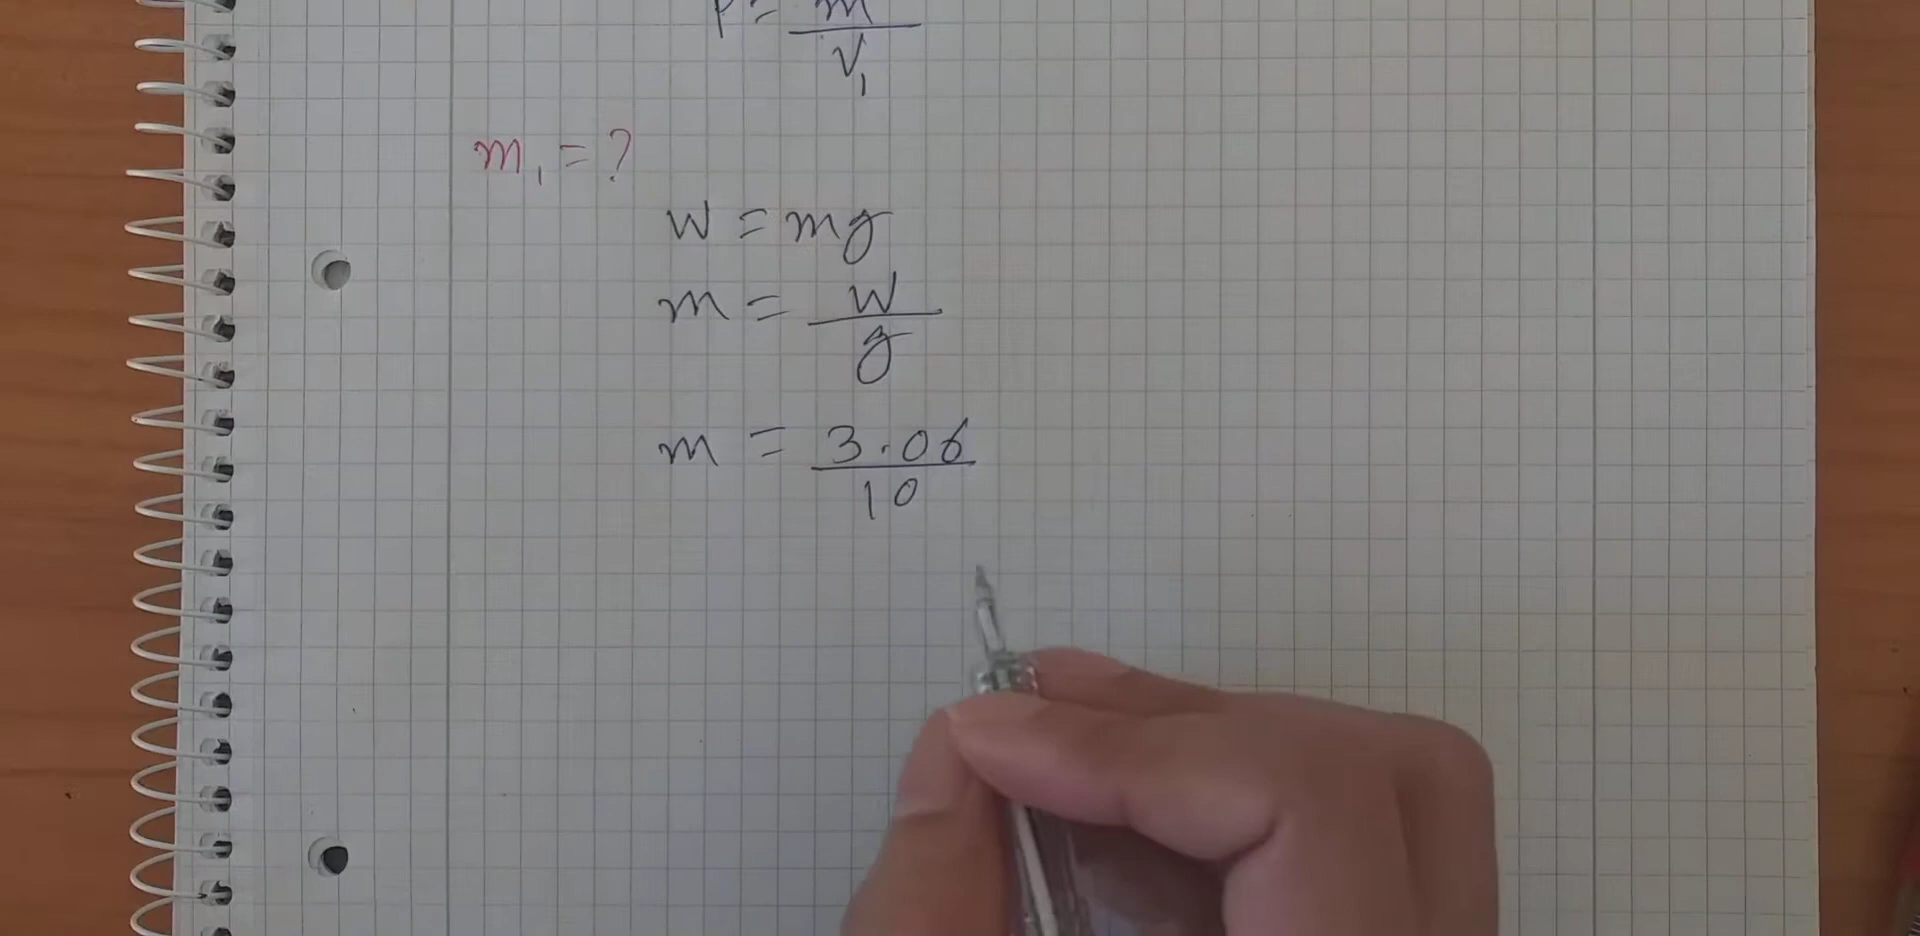 ρ = m / V₁
m₁ = ?
W = mg
m = W / g
m = 3.06 / 10